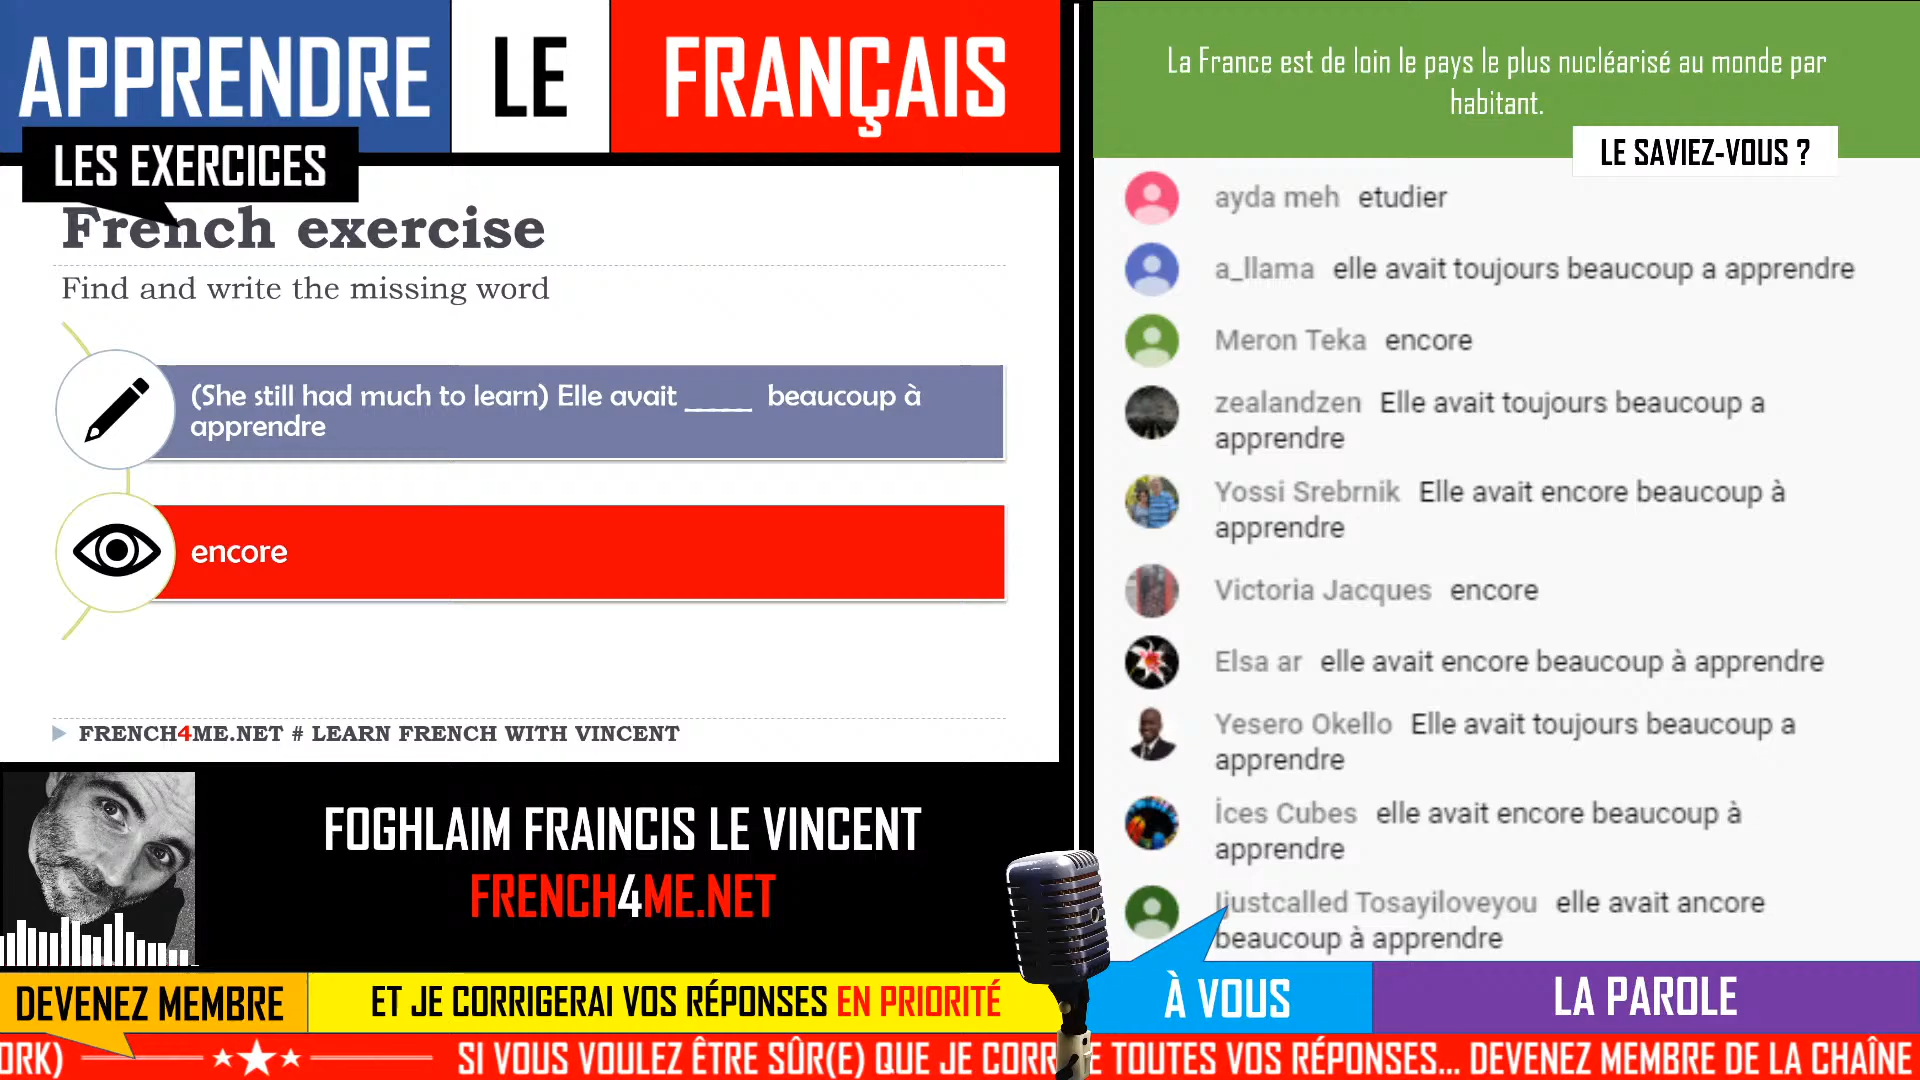 APPRENDRE LE FRANÇAIS
LES EXERCICES
French exercise
Find and write the missing word
(She still had much to learn) Elle avait _____ beaucoup à
apprendre
encore
FRENCH4ME.NET # LEARN FRENCH WITH VINCENT
FOGHLAIM FRAINCIS LE VINCENT
FRENCH4ME.NET
La France est de loin le pays le plus nucléarisé au monde par
habitant.
LE SAVIEZ-VOUS ?
ayda meh etudier
a_llama elle avait toujours beaucoup a apprendre
Meron Teka encore
zealandzen Elle avait toujours beaucoup a
apprendre
Yossi Srebrnik Elle avait encore beaucoup à
apprendre
Victoria Jacques encore
Elsa ar elle avait encore beaucoup à apprendre
Yesero Okello Elle avait toujours beaucoup a
apprendre
İces Cubes elle avait encore beaucoup à
apprendre
Ijustcalled Tosayiloveyou elle avait ancore
beaucoup à apprendre
DEVENEZ MEMBRE
ET JE CORRIGERAI VOS RÉPONSES EN PRIORITÉ
À VOUS
LA PAROLE
ORK) SI VOUS VOULEZ ÊTRE SÛR(E) QUE JE CORR E TOUTES VOS RÉPONSES... DEVENEZ MEMBRE DE LA CHAÎNE